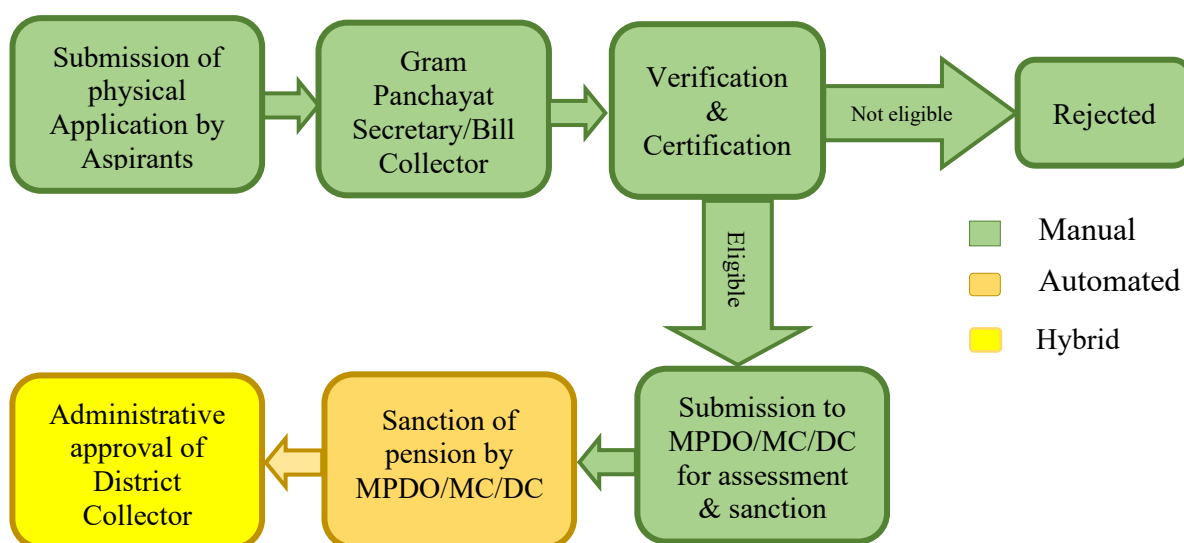 Submission of
physical
Application by
Aspirants
Gram
Panchayat
Secretary/Bill
Collector
Verification
&
Certification
Not eligible
Rejected
Eligible
Manual
Automated
Hybrid
Administrative
approval of
District
Collector
Sanction of
pension by
MPDO/MC/DC
Submission to
MPDO/MC/DC
for assessment
& sanction